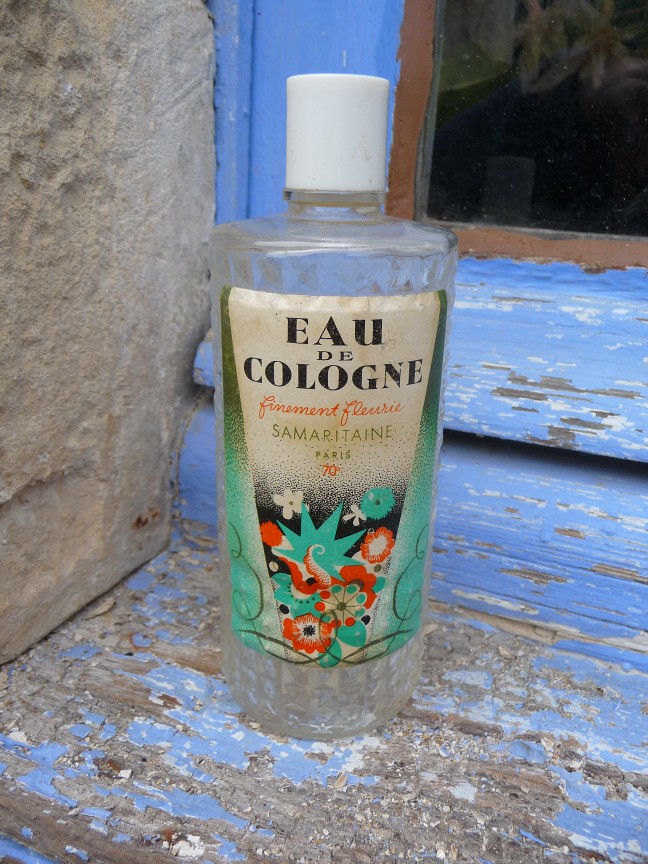 EAU
DE
COLOGNE
finement fleurie
SAMARITAINE
PARIS
70°